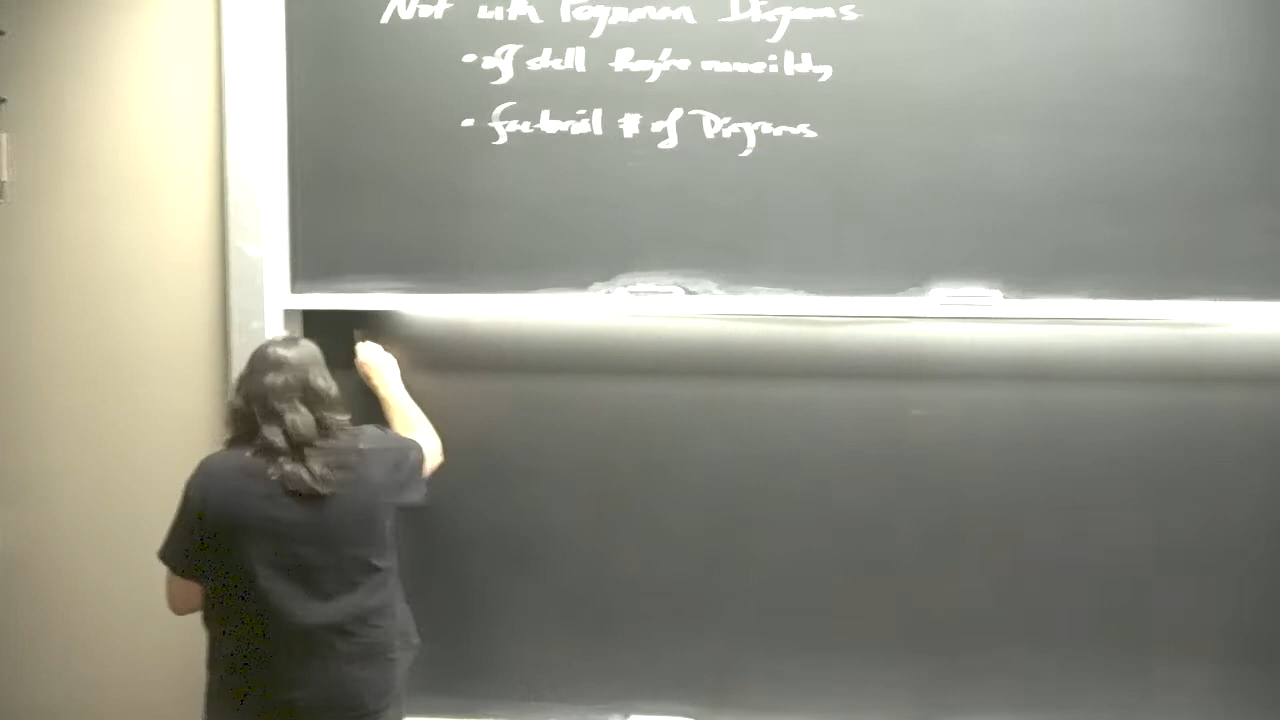 Not with Feynman Diagrams
• off shell
• factorial # of Diagrams